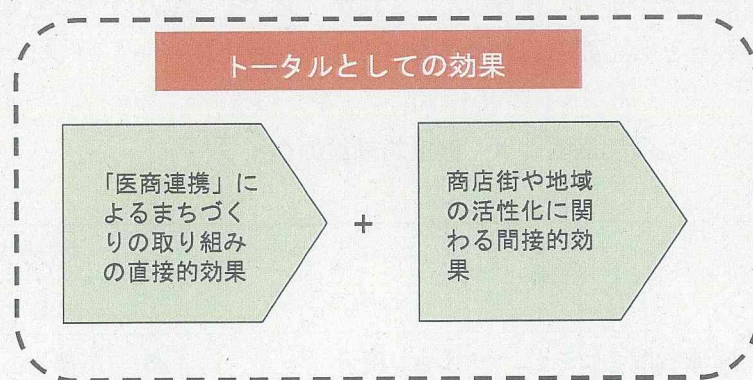 トータルとしての効果
「医商連携」に
よるまちづく
りの取り組み
の直接的効果
+
商店街や地域
の活性化に関
わる間接的効
果